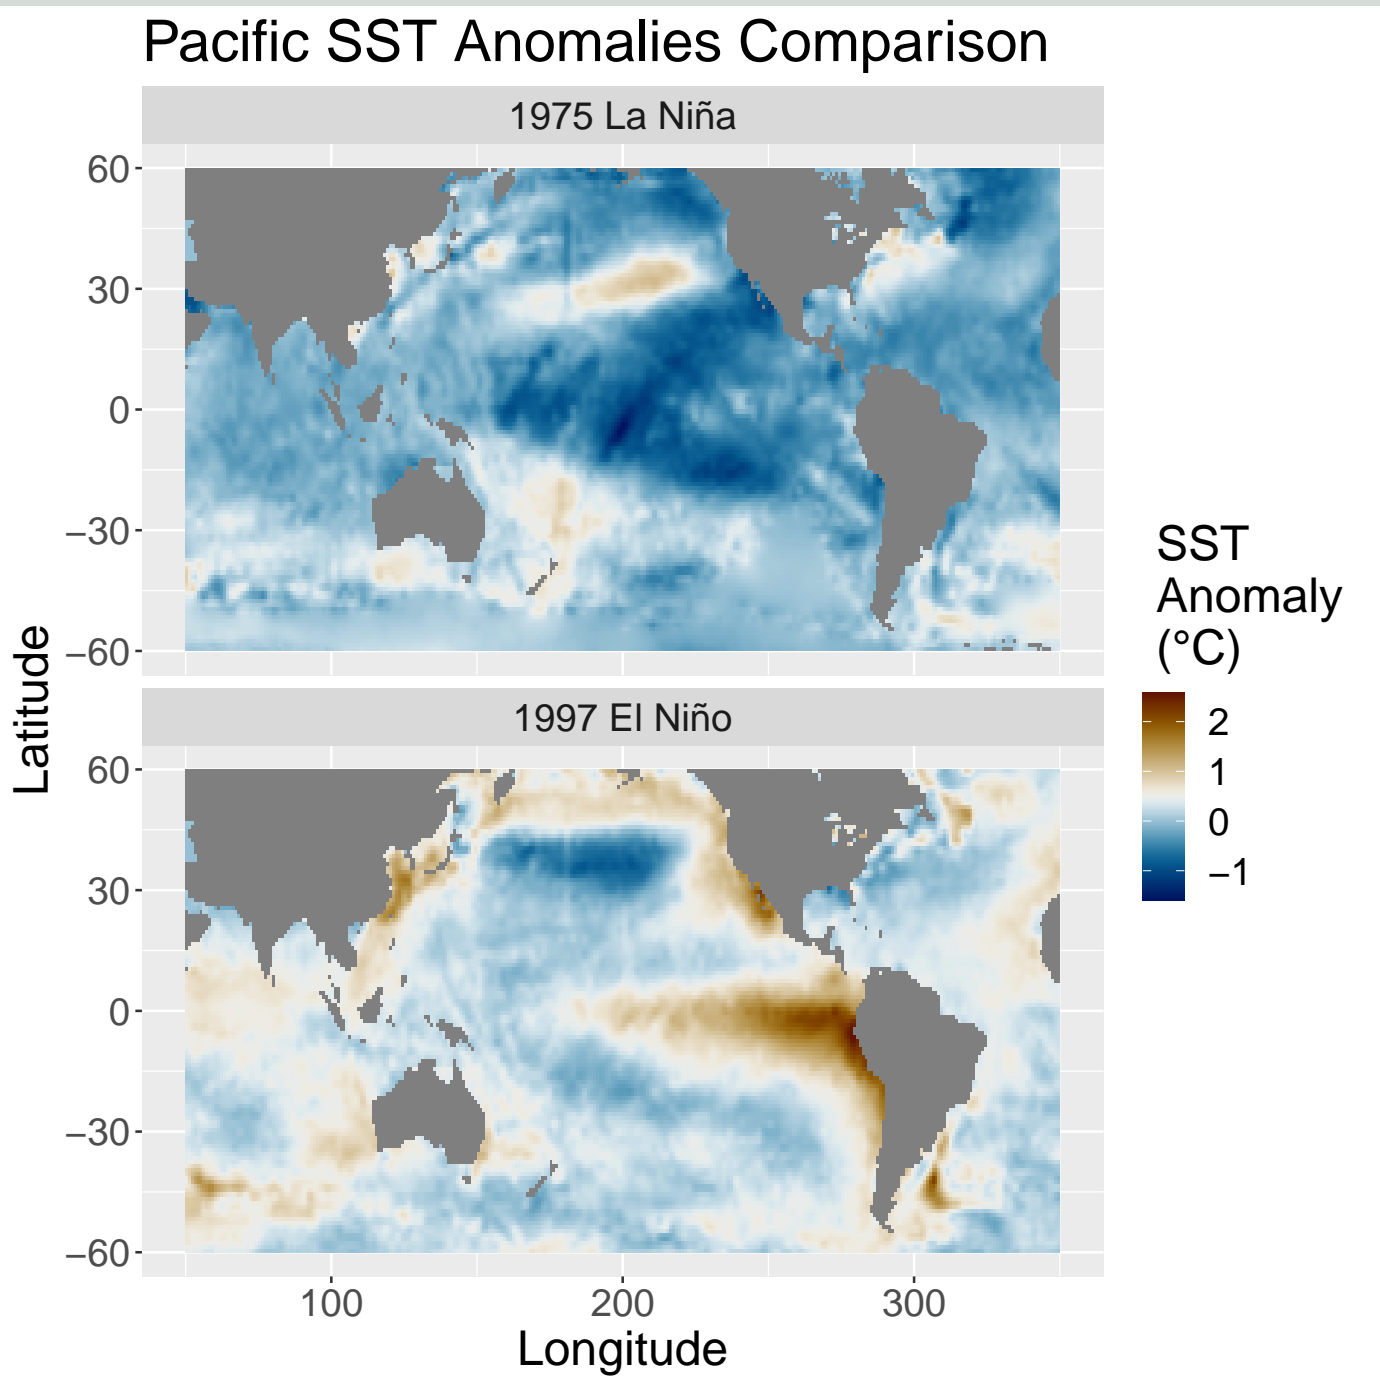 Pacific SST Anomalies Comparison
1975 La Niña
60
30
0
−30
−60
1997 El Niño
60
30
0
−30
−60
100
200
300
Longitude
Latitude
SST
Anomaly
(°C)
2
1
0
−1